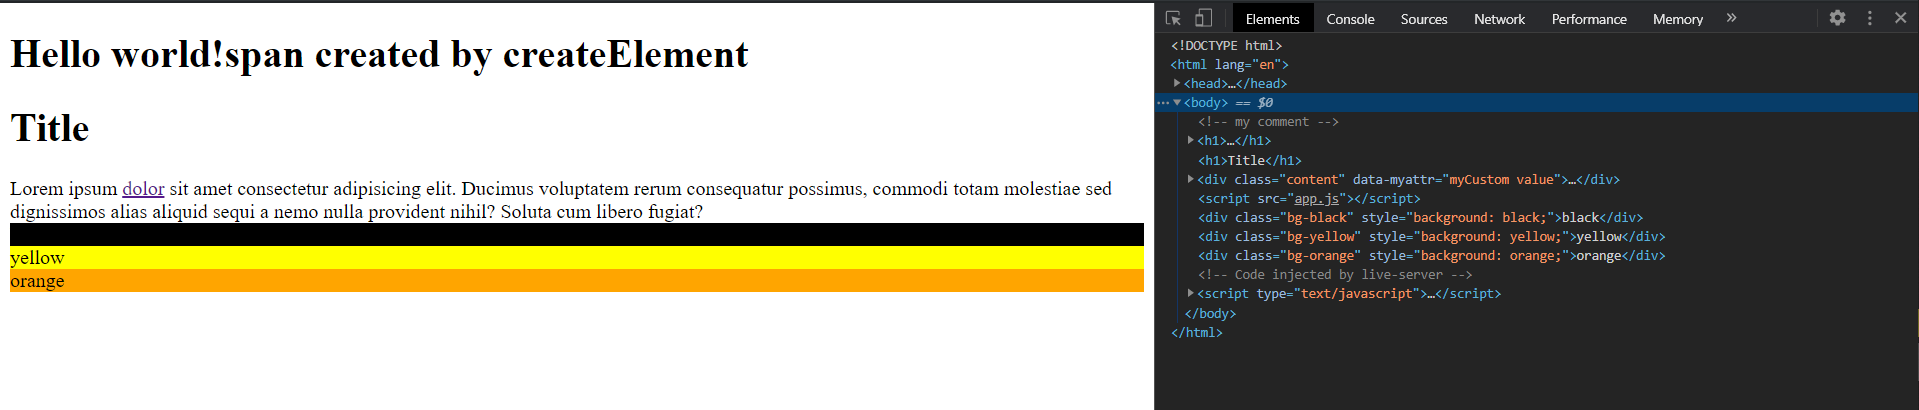 Hello world!span created by createElement
Title
Lorem ipsum dolor sit amet consectetur adipisicing elit. Ducimus voluptatem rerum consequatur possimus, commodi totam molestiae sed
dignissimos alias aliquid sequi a nemo nulla provident nihil? Soluta cum libero fugiat?
yellow
orange
Elements Console Sources Network Performance Memory »
<!DOCTYPE html>
<html lang="en">
<head>…</head>
<body> == $0
<!-- my comment -->
<h1>…</h1>
<h1>Title</h1>
<div class="content" data-myattr="myCustom value">…</div>
<script src="app.js"></script>
<div class="bg-black" style="background: black;">black</div>
<div class="bg-yellow" style="background: yellow;">yellow</div>
<div class="bg-orange" style="background: orange;">orange</div>
<!-- Code injected by live-server -->
<script type="text/javascript">…</script>
</body>
</html>